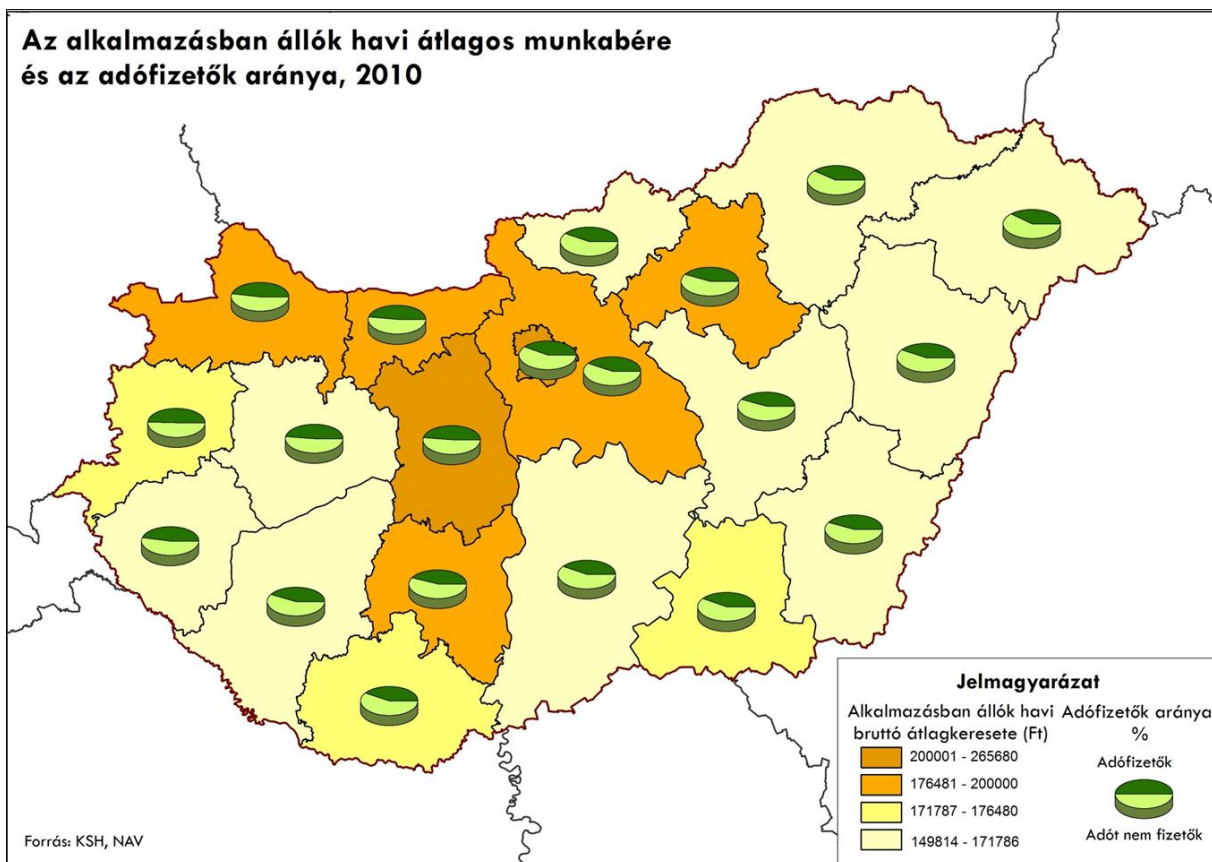 Az alkalmazásban állók havi átlagos munkabére
és az adófizetők aránya, 2010
Jelmagyarázat
Alkalmazásban állók havi
bruttó átlagkeresete (Ft)
200001 - 265680
176481 - 200000
171787 - 176480
149814 - 171786
Adófizetők aránya
%
Adófizetők
Adót nem fizetők
Forrás: KSH, NAV